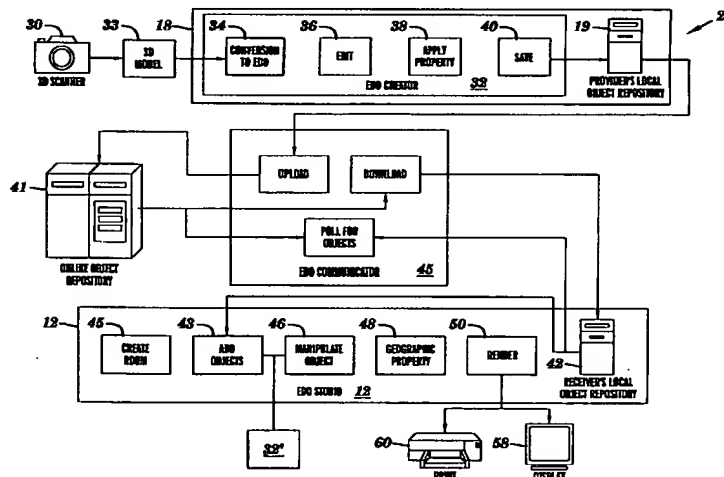 30
33
18
34
36
38
40
19
2
3D MODEL
CONVERSION
TO EDO
EDIT
APPLY
PROPERTY
SAVE
3D SCANNER
EDO CREATOR
32
PROVIDER'S LOCAL
OBJECT REPOSITORY
41
UPLOAD
DOWNLOAD
POLL FOR
OBJECTS
ONLINE OBJECT
REPOSITORY
EDO COMMUNICATOR
45
12
45
43
46
48
50
CREATE
ROOM
ADD
OBJECTS
MANIPULATE
OBJECT
GEOGRAPHIC
PROPERTY
RENDER
42
EDO STUDIO
12
RECEIVER'S LOCAL
OBJECT REPOSITORY
32'
60
58
PRINT
DISPLAY